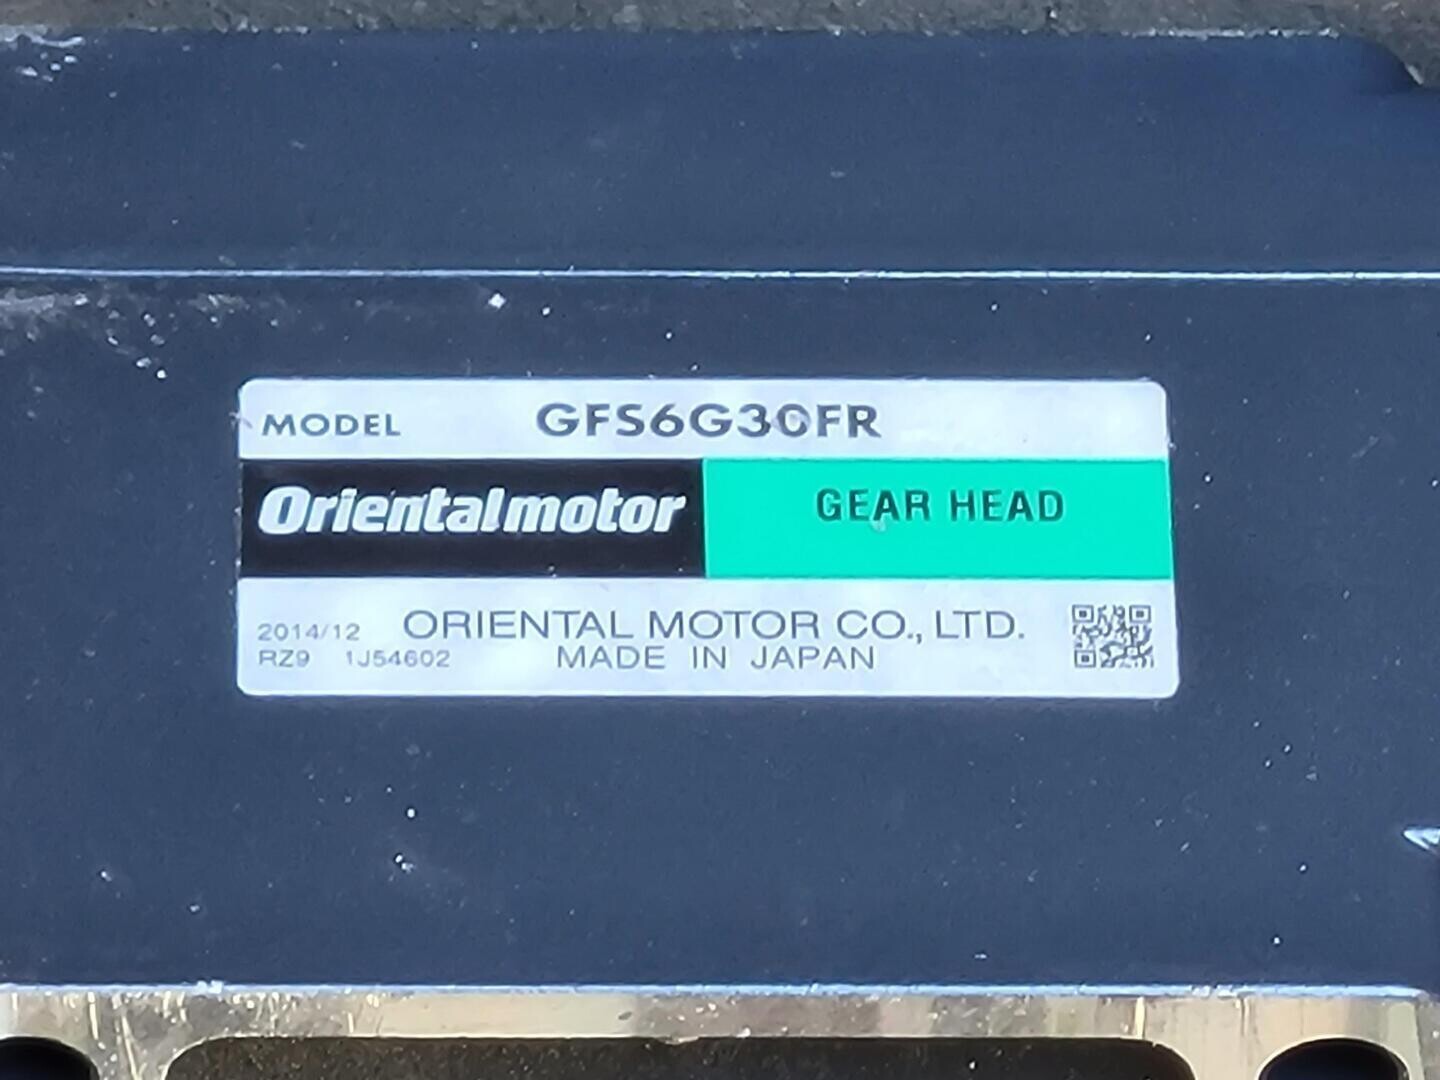 MODEL GFS6G30FR
Orientalmotor GEAR HEAD
2014/12 ORIENTAL MOTOR CO., LTD.
RZ9 1J54602 MADE IN JAPAN